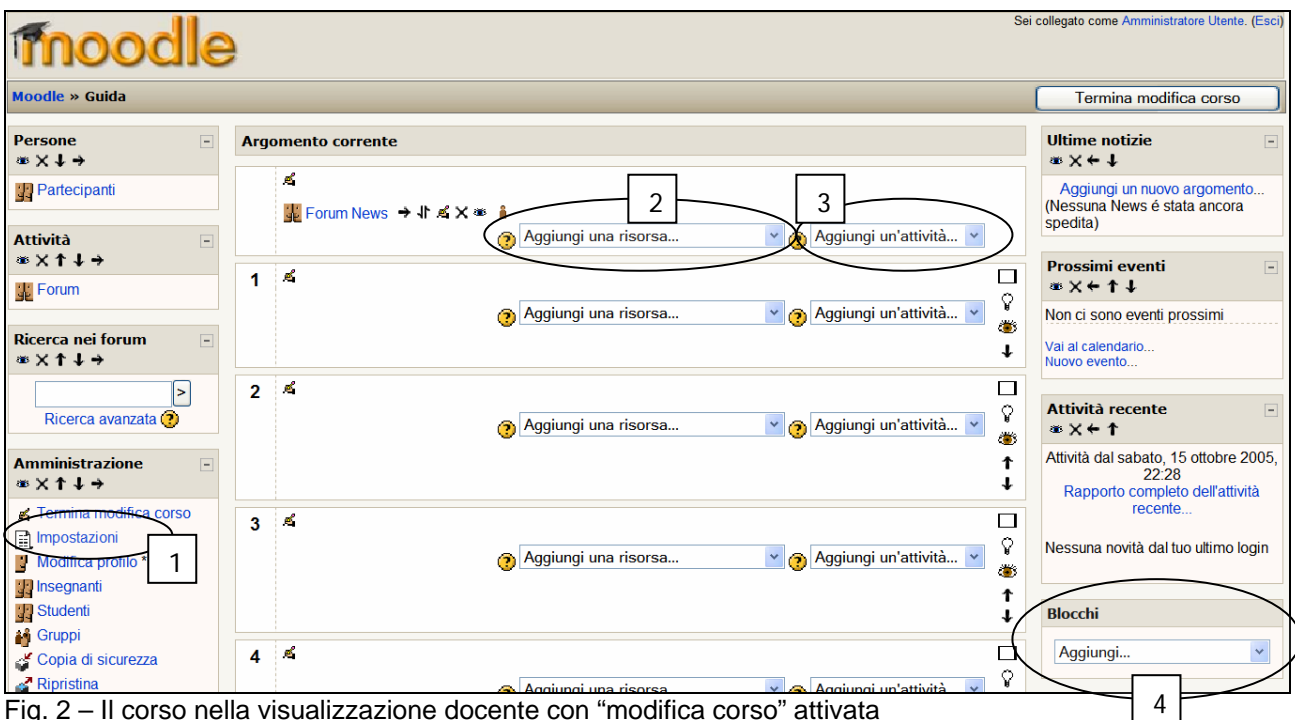 moodle
Sei collegato come Amministratore Utente. (Esci)
Moodle » Guida
Termina modifica corso
Persone
Partecipanti
Attività
Forum
Ricerca nei forum
>
Ricerca avanzata ?
Amministrazione
Termina modifica corso
Impostazioni
1
Modifica profilo
Insegnanti
Studenti
Gruppi
Copia di sicurezza
Ripristina
Argomento corrente
2
3
Forum News
? Aggiungi una risorsa... ? Aggiungi un'attività...
1
? Aggiungi una risorsa... ? Aggiungi un'attività...
2
? Aggiungi una risorsa... ? Aggiungi un'attività...
3
? Aggiungi una risorsa... ? Aggiungi un'attività...
4
Aggiungi una risorsa... Aggiungi un'attività...
Ultime notizie
Aggiungi un nuovo argomento...
(Nessuna News é stata ancora
spedita)
Prossimi eventi
Non ci sono eventi prossimi
Vai al calendario...
Nuovo evento...
Attività recente
Attività dal sabato, 15 ottobre 2005,
22:28
Rapporto completo dell'attività
recente...
Nessuna novità dal tuo ultimo login
Blocchi
Aggiungi...
4
Fig. 2 – Il corso nella visualizzazione docente con “modifica corso” attivata